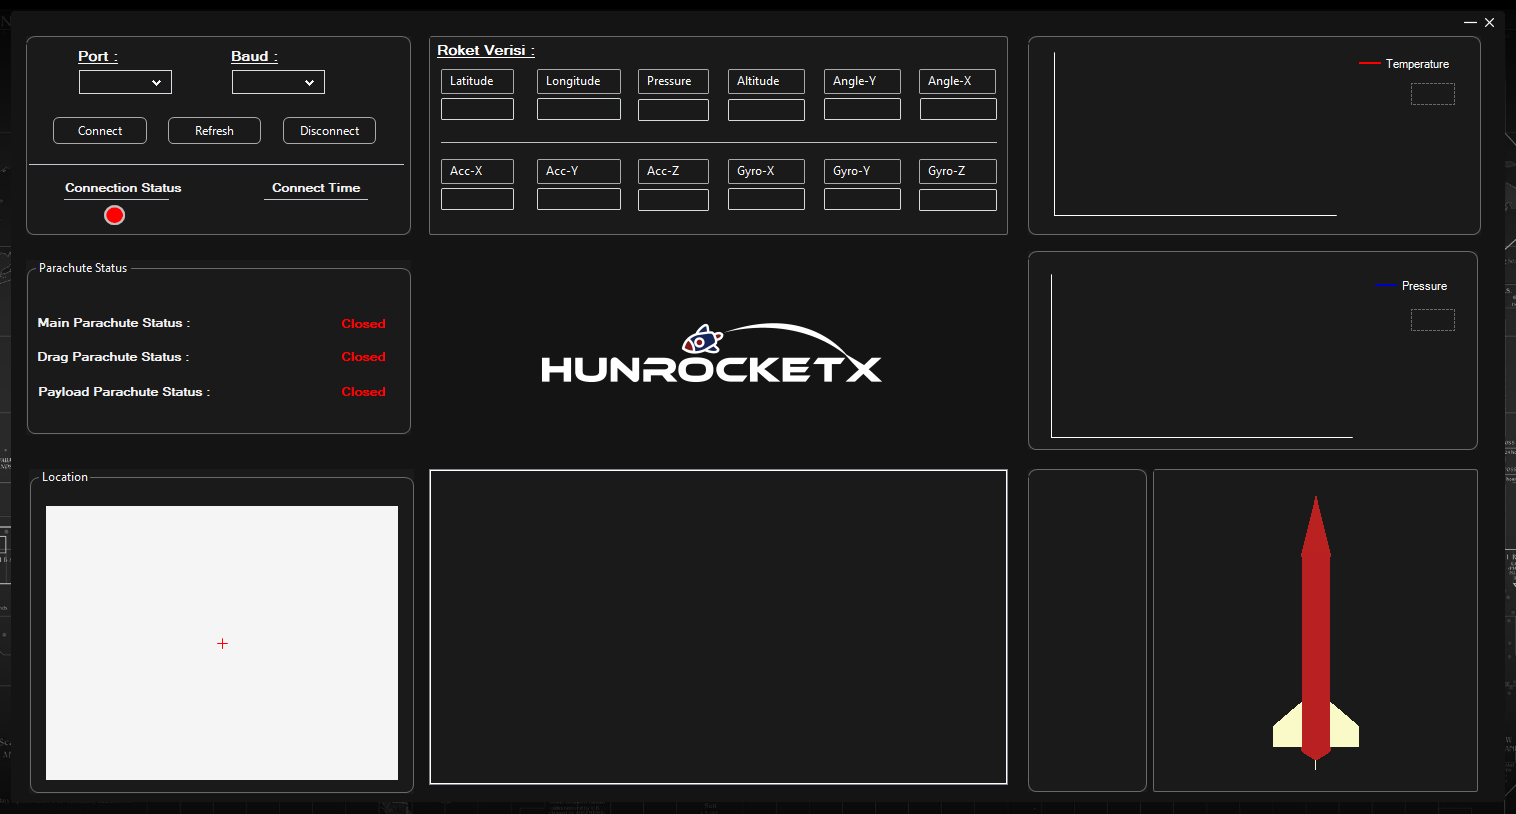 Port :
Baud :
Connect
Refresh
Disconnect
Connection Status
Connect Time
Roket Verisi :
Latitude
Longitude
Pressure
Altitude
Angle-Y
Angle-X
Acc-X
Acc-Y
Acc-Z
Gyro-X
Gyro-Y
Gyro-Z
Temperature
Parachute Status
Main Parachute Status :
Closed
Drag Parachute Status :
Closed
Payload Parachute Status :
Closed
HUNROCKETX
Pressure
Location